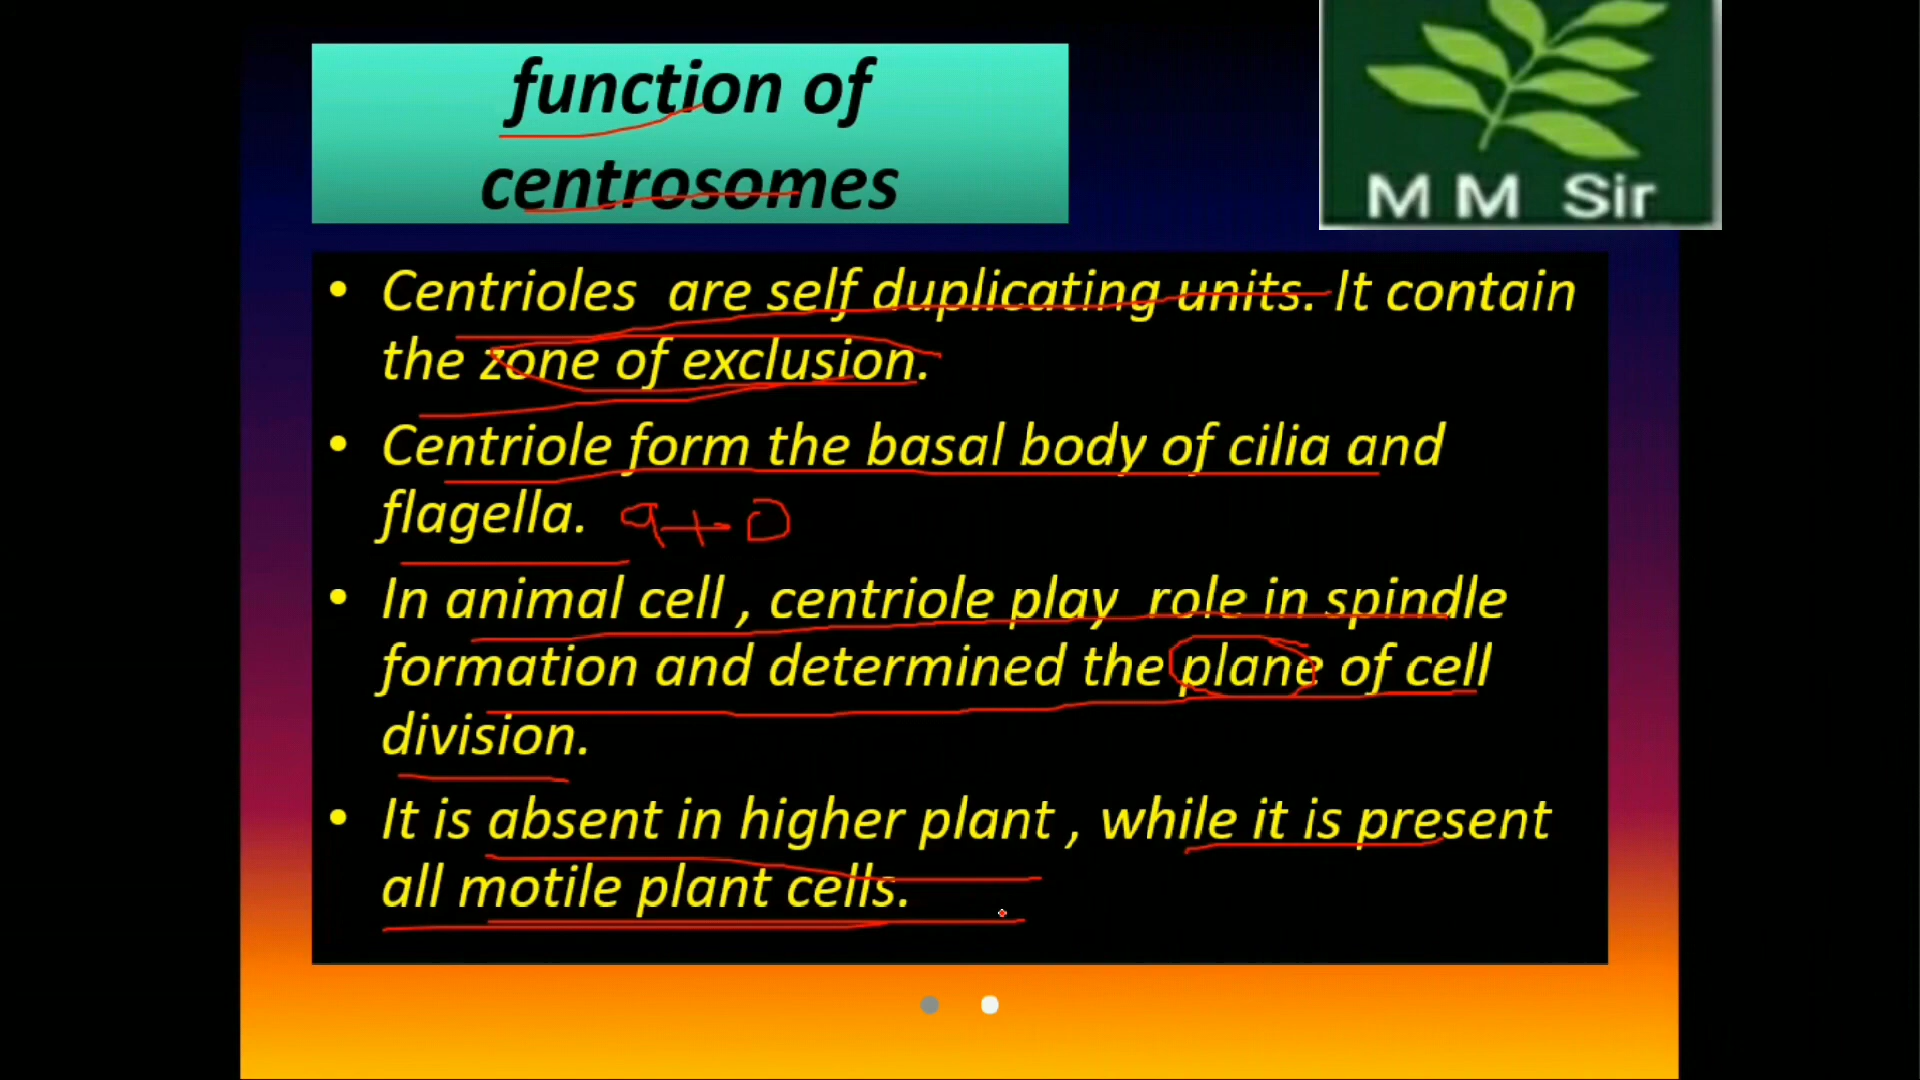 function of
centrosomes
M M Sir
• Centrioles are self duplicating units. It contain
the zone of exclusion.
• Centriole form the basal body of cilia and
flagella. 9+0
• In animal cell , centriole play role in spindle
formation and determined the plane of cell
division.
• It is absent in higher plant , while it is present
all motile plant cells.